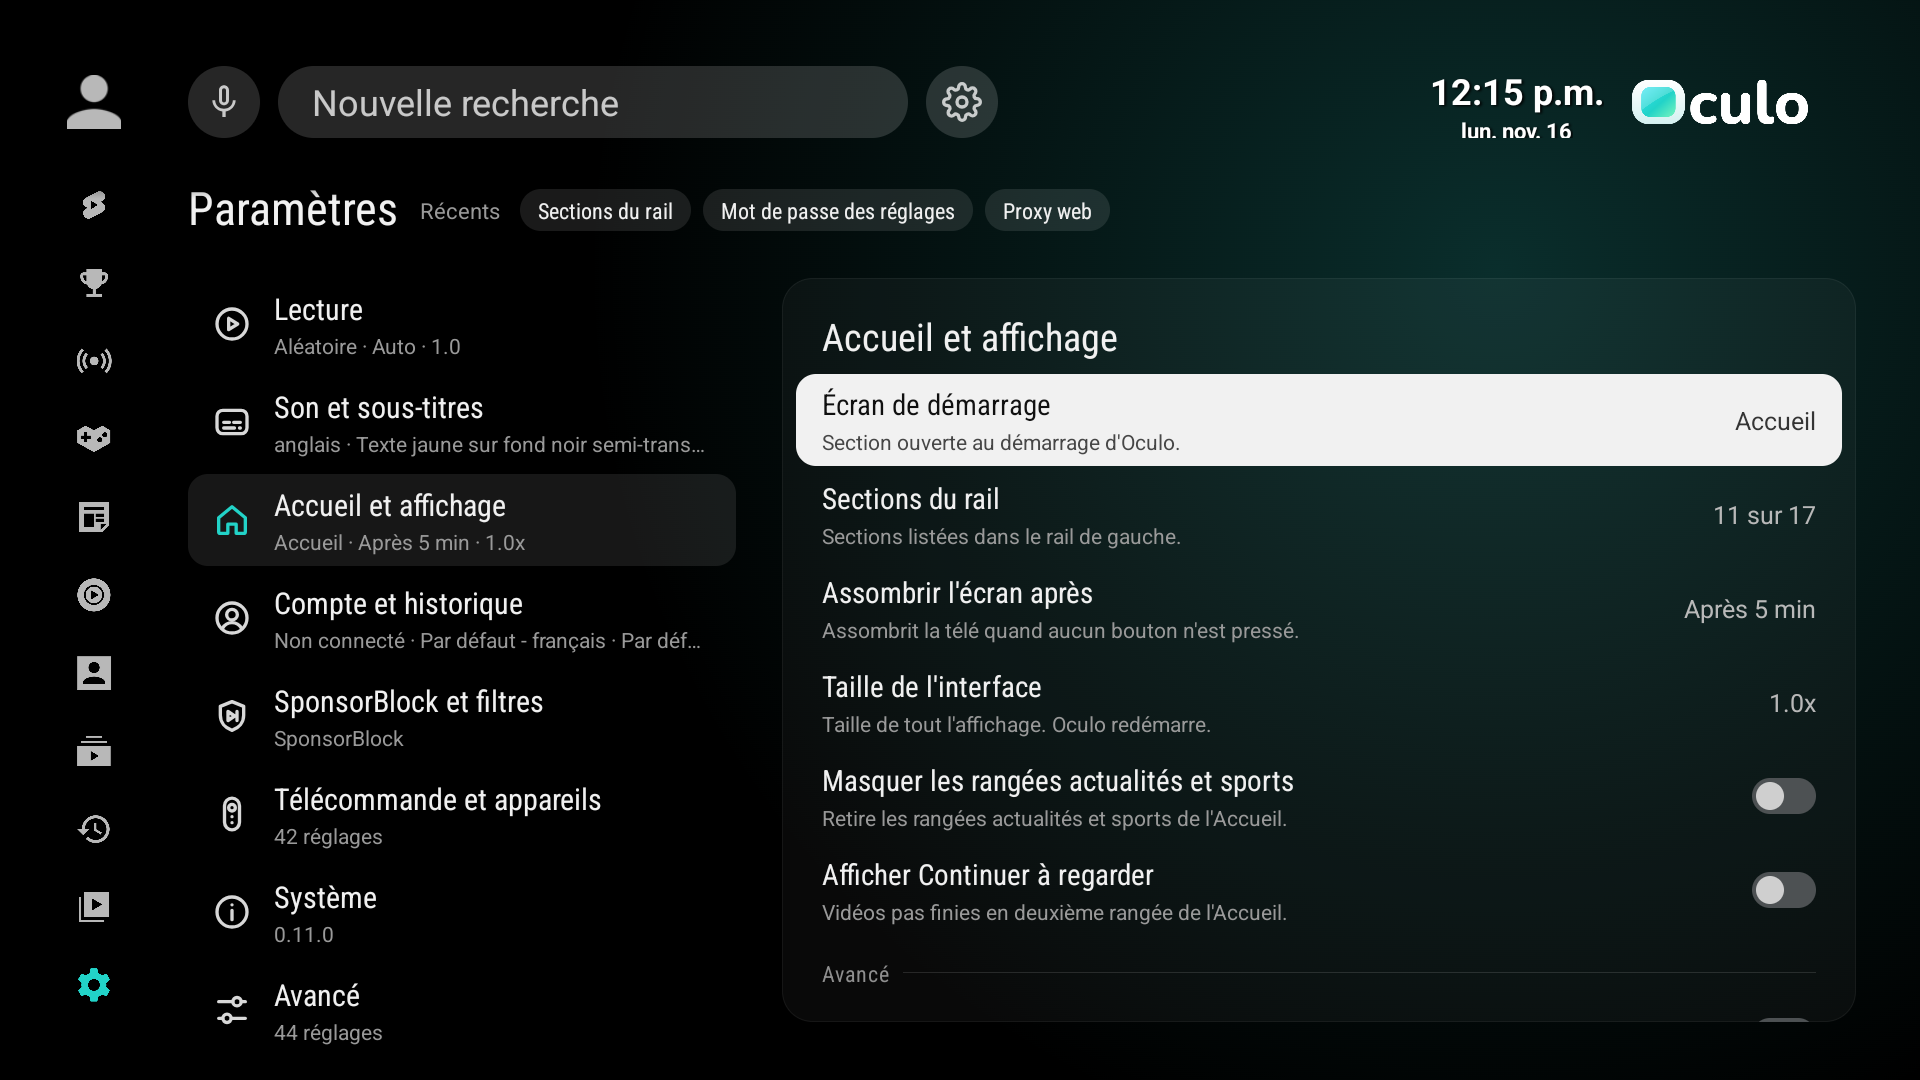 Nouvelle recherche
12:15 p.m.
lun. nov. 16
Oculo
Paramètres
Récents
Sections du rail
Mot de passe des réglages
Proxy web
Lecture
Aléatoire · Auto · 1.0
Son et sous-titres
anglais · Texte jaune sur fond noir semi-trans…
Accueil et affichage
Accueil · Après 5 min · 1.0x
Compte et historique
Non connecté · Par défaut - français · Par déf…
SponsorBlock et filtres
SponsorBlock
Télécommande et appareils
42 réglages
Système
0.11.0
Avancé
44 réglages
Accueil et affichage
Écran de démarrage
Section ouverte au démarrage d'Oculo.
Accueil
Sections du rail
Sections listées dans le rail de gauche.
11 sur 17
Assombrir l'écran après
Assombrit la télé quand aucun bouton n'est pressé.
Après 5 min
Taille de l'interface
Taille de tout l'affichage. Oculo redémarre.
1.0x
Masquer les rangées actualités et sports
Retire les rangées actualités et sports de l'Accueil.
Afficher Continuer à regarder
Vidéos pas finies en deuxième rangée de l'Accueil.
Avancé